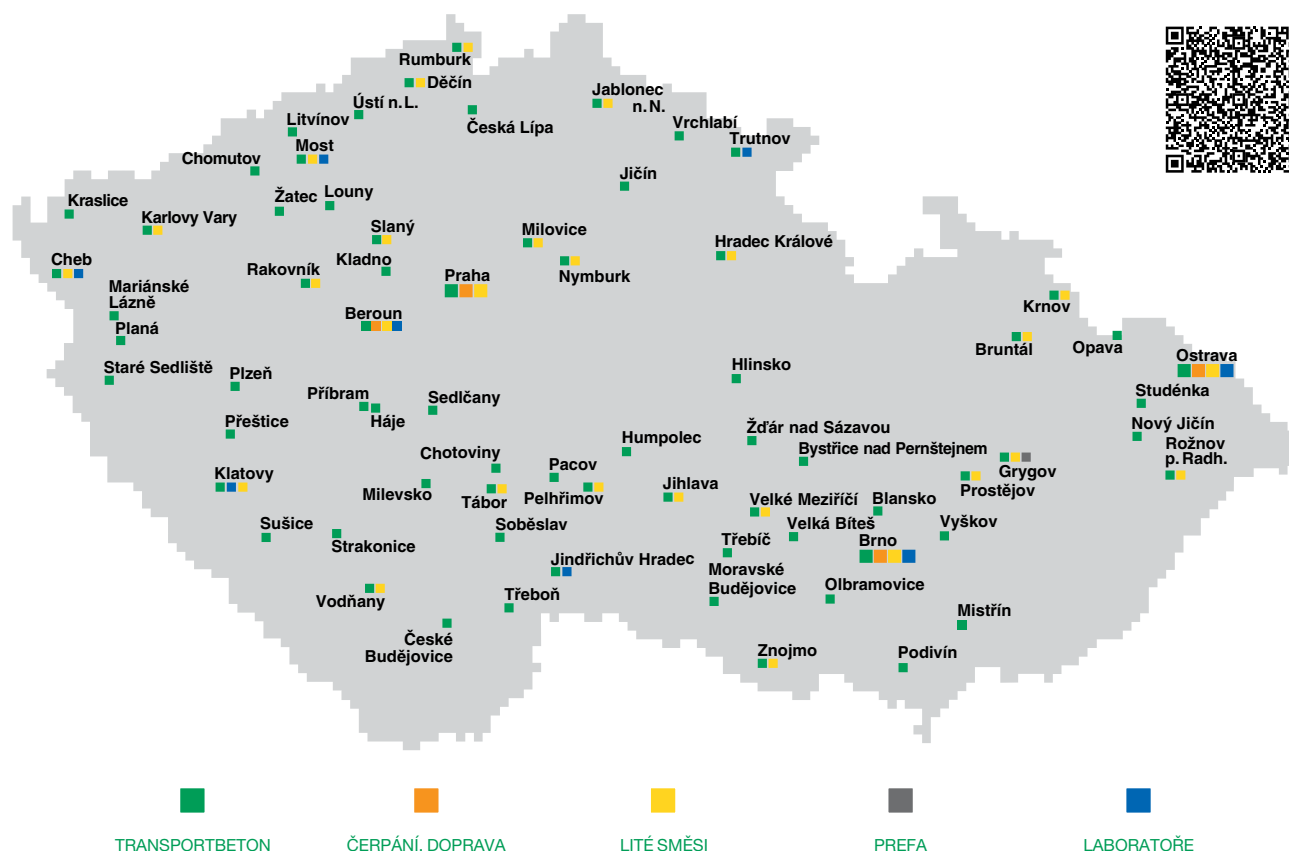 Rumburk
Děčín
Ústí n.L.
Česká Lípa
Jablonec
n.N.
Litvínov
Most
Vrchlabí
Trutnov
Chomutov
Jičín
Žatec
Louny
Kraslice
Karlovy Vary
Slaný
Milovice
Hradec Králové
Cheb
Rakovník
Kladno
Praha
Nymburk
Mariánské
Lázně
Planá
Beroun
Krnov
Bruntál
Opava
Ostrava
Staré Sedliště
Plzeň
Hlinsko
Studénka
Příbram
Háje
Sedlčany
Přeštice
Nový Jičín
Rožnov
p. Radh.
Humpolec
Žďár nad Sázavou
Bystřice nad Pernštejnem
Grygov
Chotoviny
Klatovy
Milevsko
Tábor
Pacov
Pelhřimov
Jihlava
Prostějov
Velké Meziříčí
Blansko
Sušice
Strakonice
Soběslav
Velká Bíteš
Vyškov
Třebíč
Brno
Jindřichův Hradec
Moravské
Budějovice
Olbramovice
Vodňany
Třeboň
Mistřín
České
Budějovice
Znojmo
Podivín
TRANSPORTBETON
ČERPÁNÍ, DOPRAVA
LITÉ SMĚSI
PREFA
LABORATOŘE